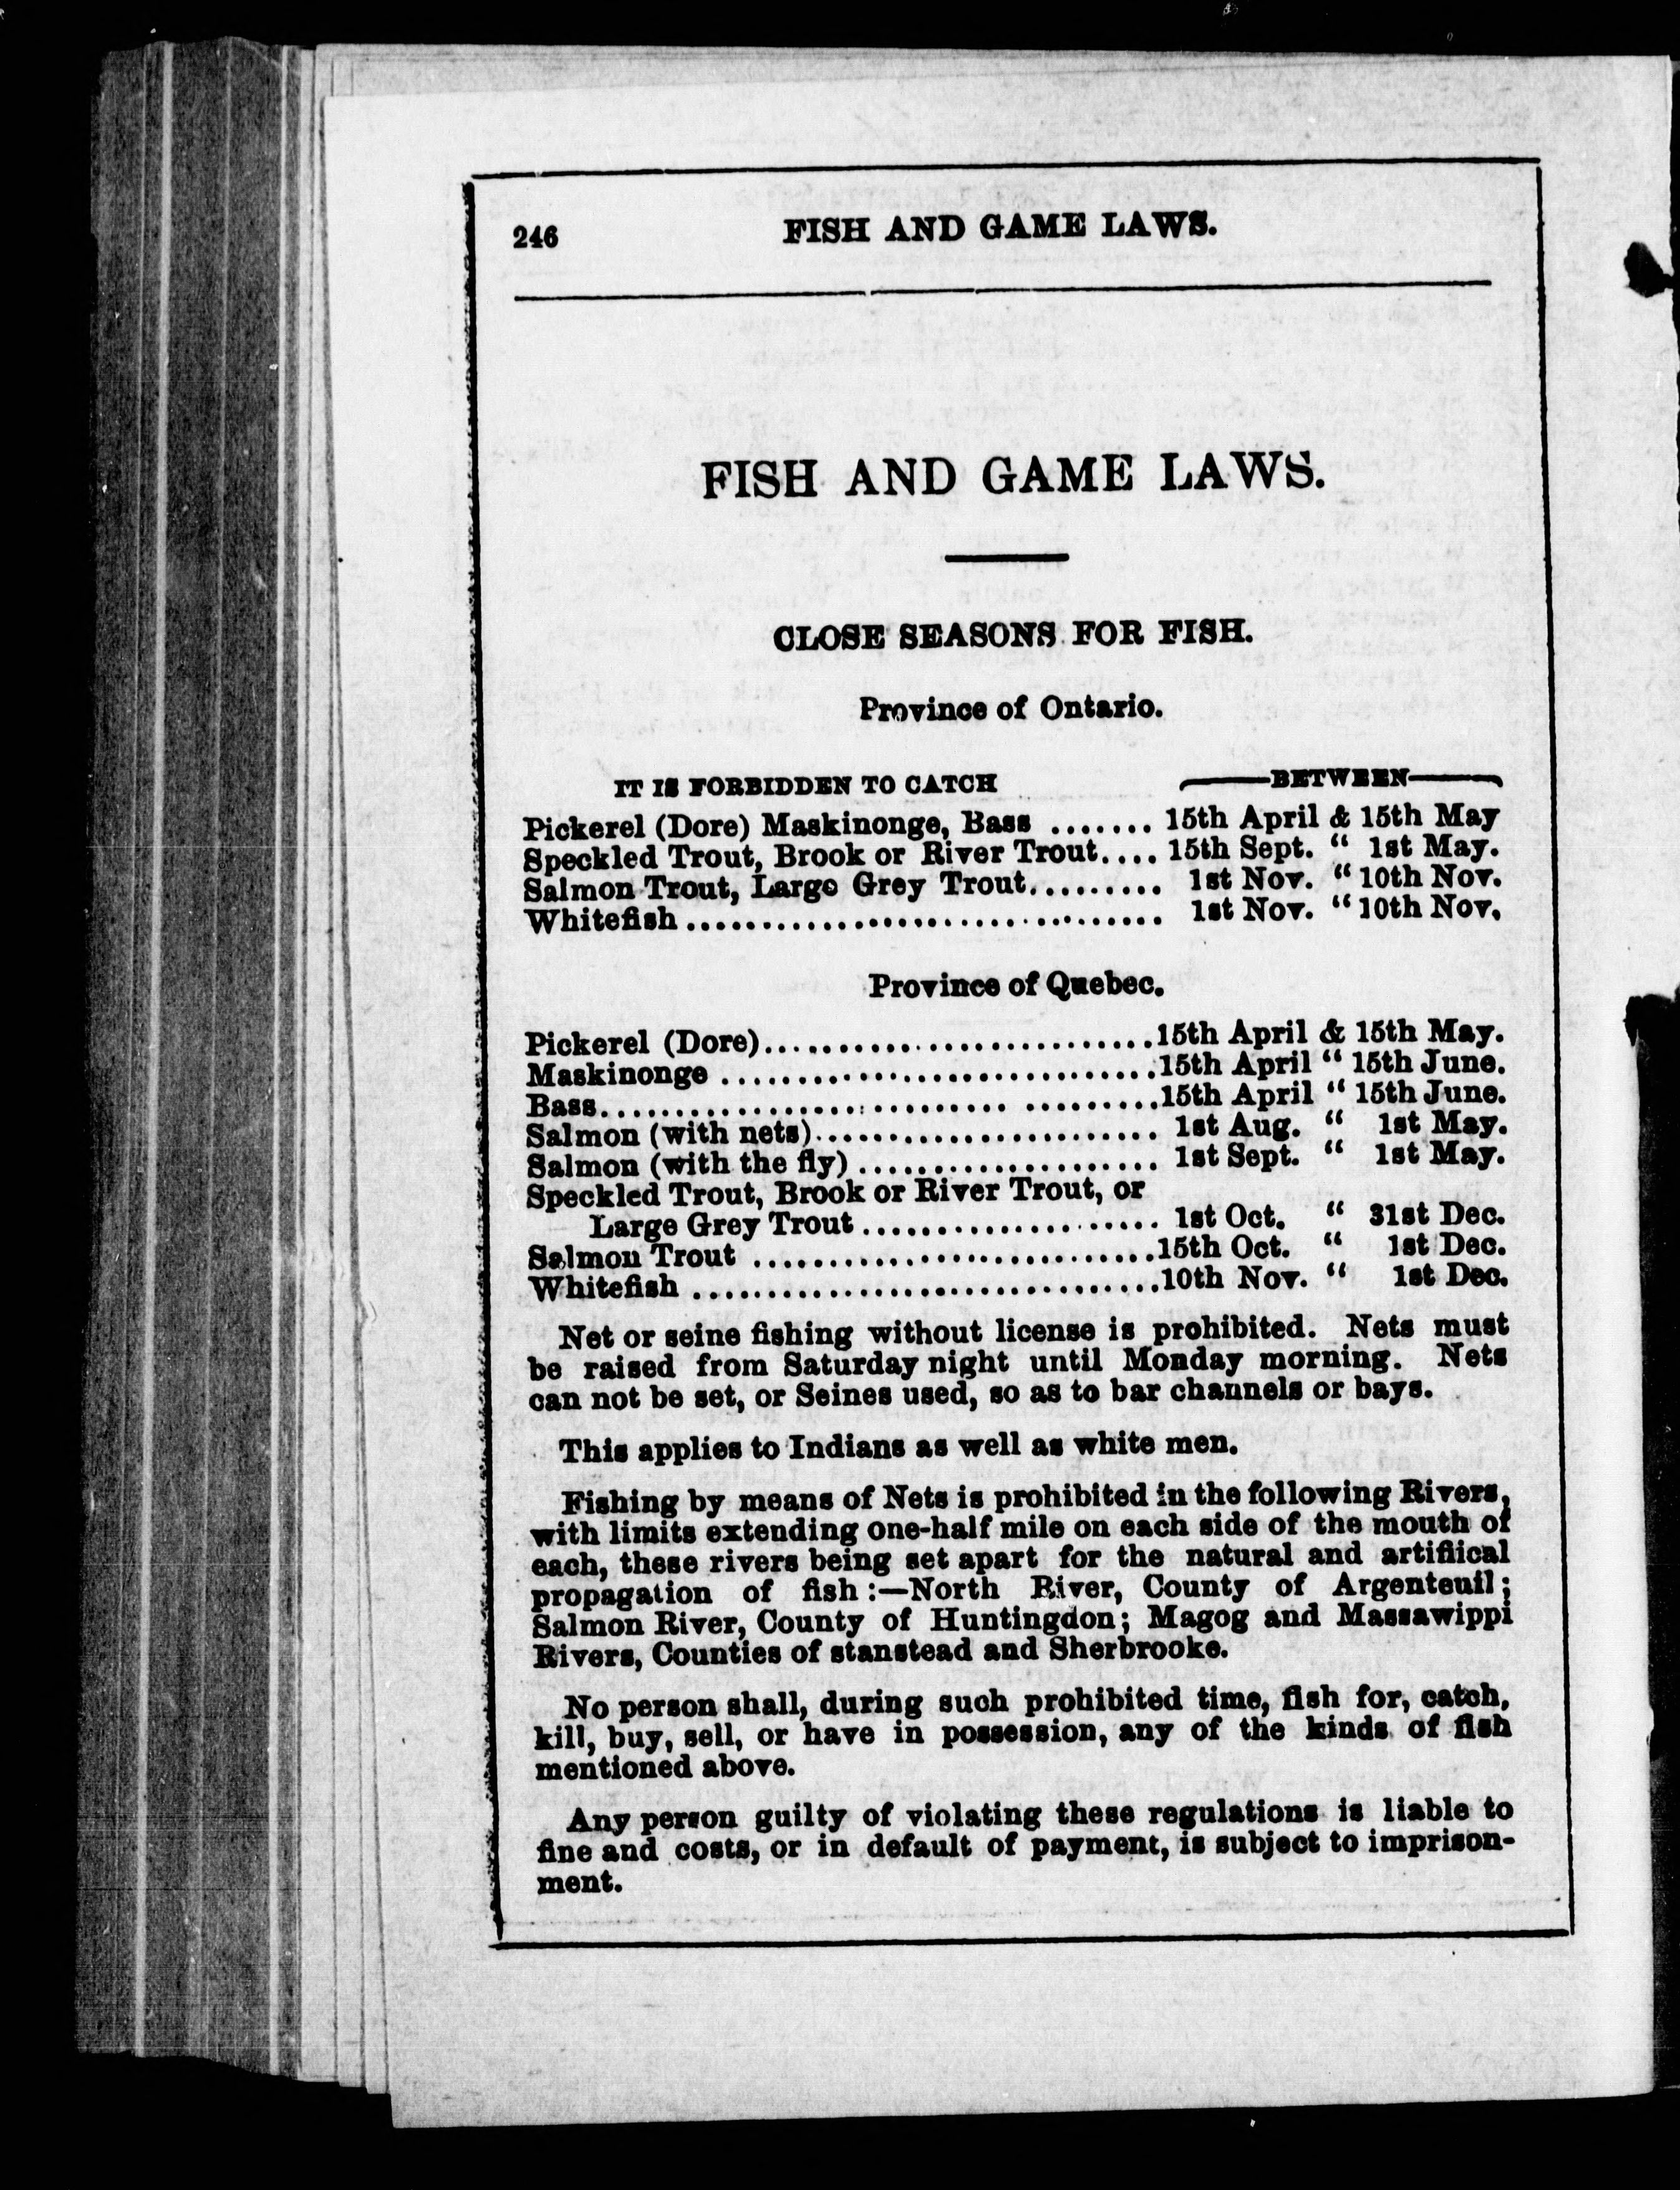 246 FISH AND GAME LAWS.
FISH AND GAME LAWS.
CLOSE SEASONS FOR FISH.
Province of Ontario.
IT IS FORBIDDEN TO CATCH BETWEEN
Pickerel (Dore) Maskinonge, Bass ....... 15th April & 15th May
Speckled Trout, Brook or River Trout.... 15th Sept. “ 1st May.
Salmon Trout, Large Grey Trout......... 1st Nov. “ 10th Nov.
Whitefish................................ 1st Nov. “ 10th Nov.
Province of Quebec.
Pickerel (Dore)..........................15th April & 15th May.
Maskinonge .............................15th April “ 15th June.
Bass.....................................15th April “ 15th June.
Salmon (with nets)....................... 1st Aug. “ 1st May.
Salmon (with the fly) .................... 1st Sept. “ 1st May.
Speckled Trout, Brook or River Trout, or
Large Grey Trout .................... 1st Oct. “ 31st Dec.
Salmon Trout ...........................15th Oct. “ 1st Dec.
Whitefish ...............................10th Nov. “ 1st Dec.
Net or seine fishing without license is prohibited. Nets must
be raised from Saturday night until Monday morning. Nets
can not be set, or Seines used, so as to bar channels or bays.
This applies to Indians as well as white men.
Fishing by means of Nets is prohibited in the following Rivers,
with limits extending one-half mile on each side of the mouth of
each, these rivers being set apart for the natural and artifiical
propagation of fish :—North River, County of Argenteuil;
Salmon River, County of Huntingdon; Magog and Massawippi
Rivers, Counties of stanstead and Sherbrooke.
No person shall, during such prohibited time, fish for, catch,
kill, buy, sell, or have in possession, any of the kinds of fish
mentioned above.
Any person guilty of violating these regulations is liable to
fine and costs, or in default of payment, is subject to imprison-
ment.